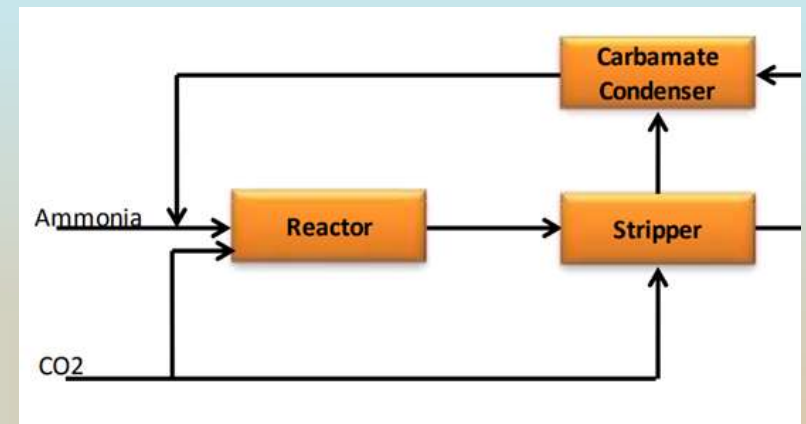 Carbamate
Condenser
Ammonia
Reactor
Stripper
CO2